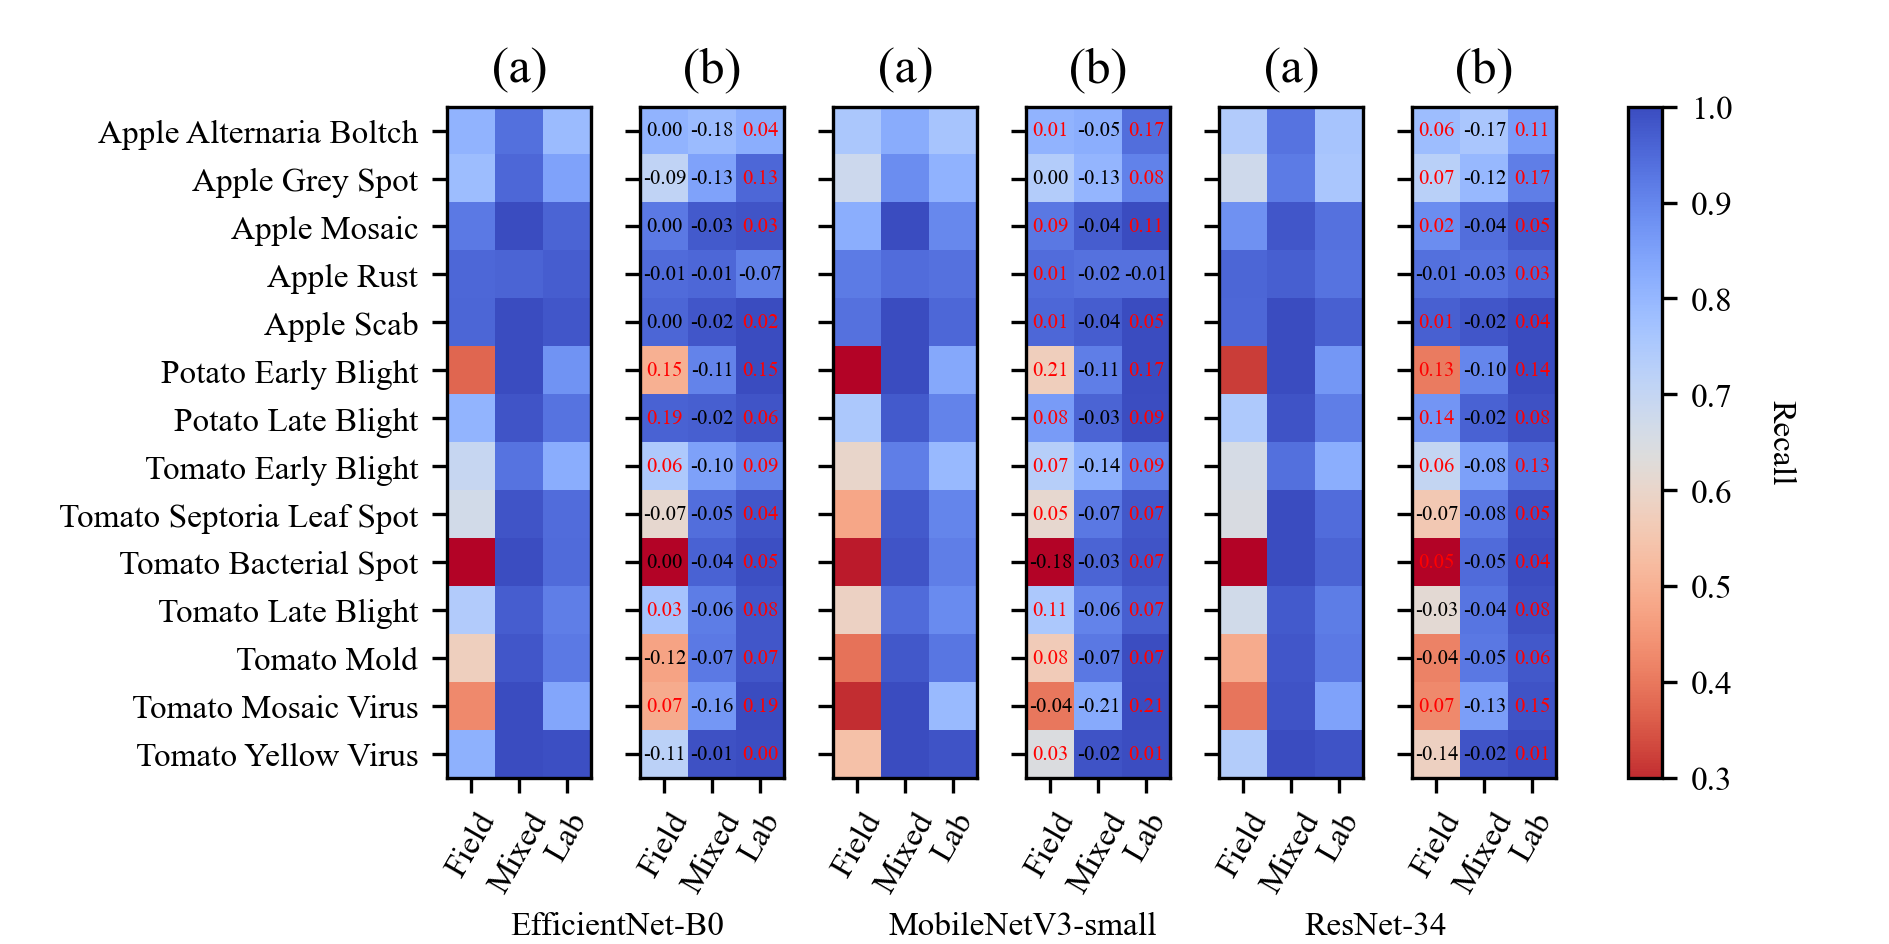 (a) (b) (a) (b) (a) (b)
Apple Alternaria Boltch 0.00 -0.18 0.04 0.01 -0.05 0.17 0.06 -0.17 0.11
Apple Grey Spot -0.09 -0.13 0.13 0.00 -0.13 0.08 0.07 -0.12 0.17
Apple Mosaic 0.00 -0.03 0.03 0.09 -0.04 0.11 0.02 -0.04 0.05
Apple Rust -0.01 -0.01 -0.07 0.01 -0.02 -0.01 -0.01 -0.03 0.03
Apple Scab 0.00 -0.02 0.02 0.01 -0.04 0.05 0.01 -0.02 0.04
Potato Early Blight 0.15 -0.11 0.15 0.21 -0.11 0.17 0.13 -0.10 0.14
Potato Late Blight 0.19 -0.02 0.06 0.08 -0.03 0.09 0.14 -0.02 0.08
Tomato Early Blight 0.06 -0.10 0.09 0.07 -0.14 0.09 0.06 -0.08 0.13
Tomato Septoria Leaf Spot -0.07 -0.05 0.04 0.05 -0.07 0.07 -0.07 -0.08 0.05
Tomato Bacterial Spot 0.00 -0.04 0.05 -0.18 -0.03 0.07 0.05 -0.05 0.04
Tomato Late Blight 0.03 -0.06 0.08 0.11 -0.06 0.07 -0.03 -0.04 0.08
Tomato Mold -0.12 -0.07 0.07 0.08 -0.07 0.07 -0.04 -0.05 0.06
Tomato Mosaic Virus 0.07 -0.16 0.19 -0.04 -0.21 0.21 0.07 -0.13 0.15
Tomato Yellow Virus -0.11 -0.01 0.00 0.03 -0.02 0.01 -0.14 -0.02 0.01
Field Mixed Lab Field Mixed Lab Field Mixed Lab Field Mixed Lab Field Mixed Lab Field Mixed Lab
EfficientNet-B0 MobileNetV3-small ResNet-34
1.0
0.9
0.8
0.7
0.6
0.5
0.4
0.3
Recall